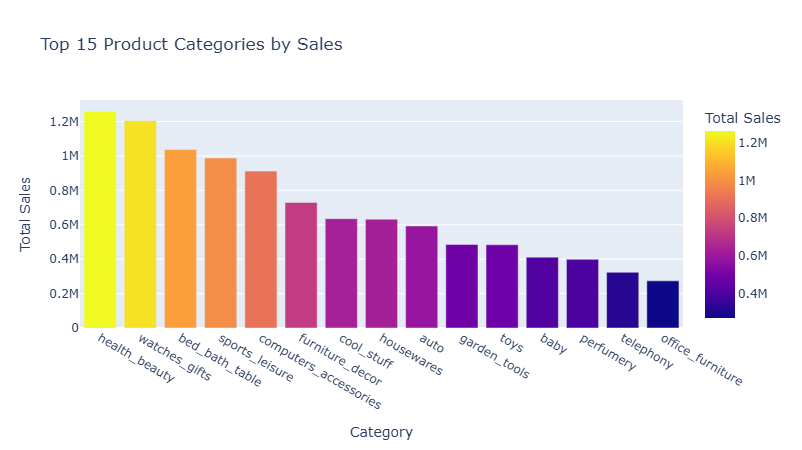 Top 15 Product Categories by Sales
Total Sales
1.2M
1M
0.8M
0.6M
0.4M
0.2M
0
health_beauty
watches_gifts
bed_bath_table
sports_leisure
computers_accessories
furniture_decor
cool_stuff
housewares
auto
garden_tools
toys
baby
perfumery
telephony
office_furniture
Category
Total Sales
1.2M
1M
0.8M
0.6M
0.4M